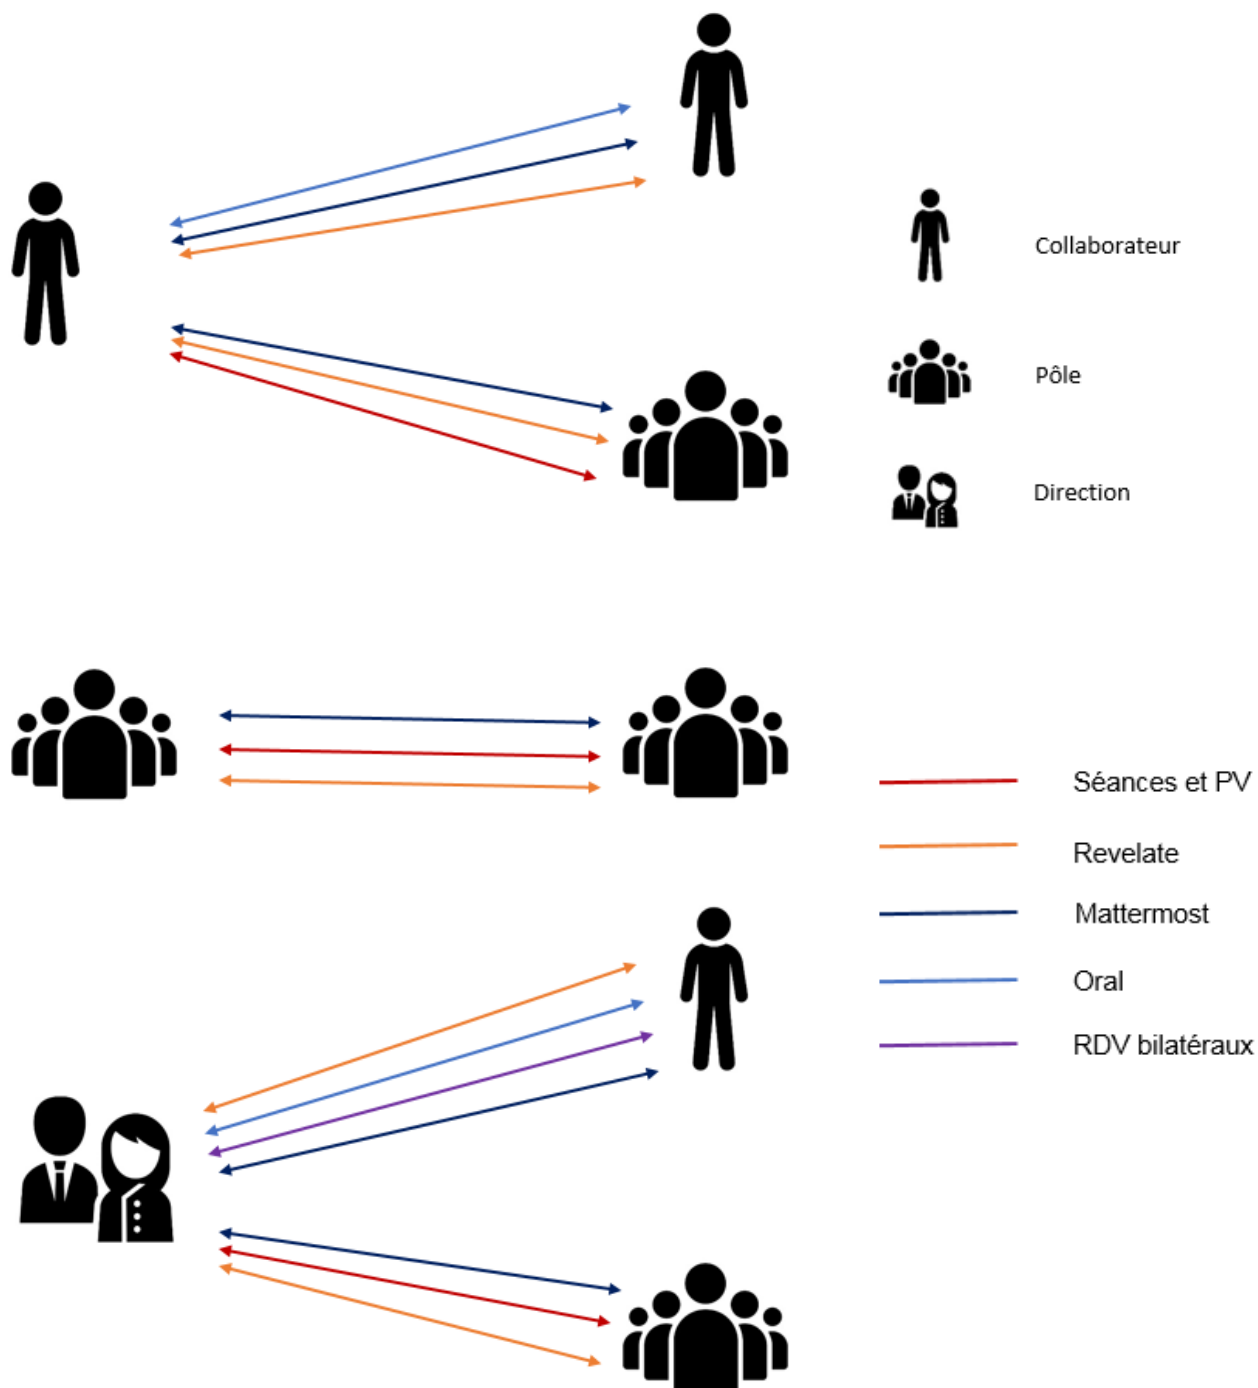 Collaborateur
Pôle
Direction
Séances et PV
Revelate
Mattermost
Oral
RDV bilatéraux